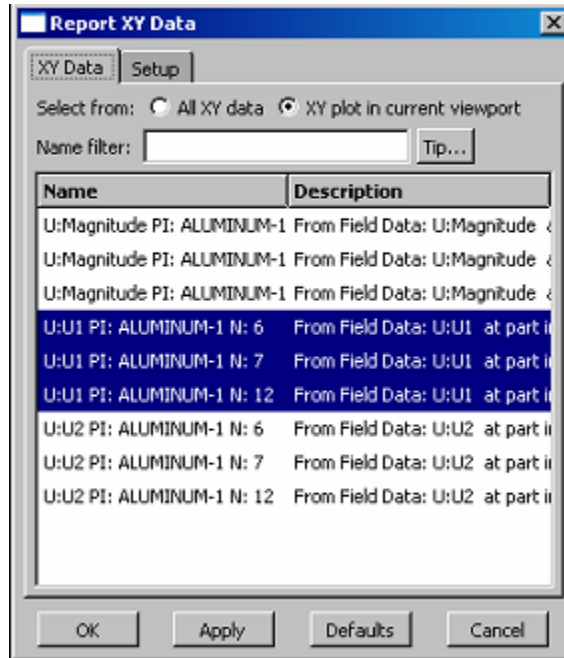 Report XY Data
XY Data Setup
Select from: All XY data XY plot in current viewport
Name filter: Tip...
Name Description
U:Magnitude PI: ALUMINUM-1 From Field Data: U:Magnitude
U:Magnitude PI: ALUMINUM-1 From Field Data: U:Magnitude
U:Magnitude PI: ALUMINUM-1 From Field Data: U:Magnitude
U:U1 PI: ALUMINUM-1 N: 6 From Field Data: U:U1 at part
U:U1 PI: ALUMINUM-1 N: 7 From Field Data: U:U1 at part
U:U1 PI: ALUMINUM-1 N: 12 From Field Data: U:U1 at part
U:U2 PI: ALUMINUM-1 N: 6 From Field Data: U:U2 at part
U:U2 PI: ALUMINUM-1 N: 7 From Field Data: U:U2 at part
U:U2 PI: ALUMINUM-1 N: 12 From Field Data: U:U2 at part
OK Apply Defaults Cancel